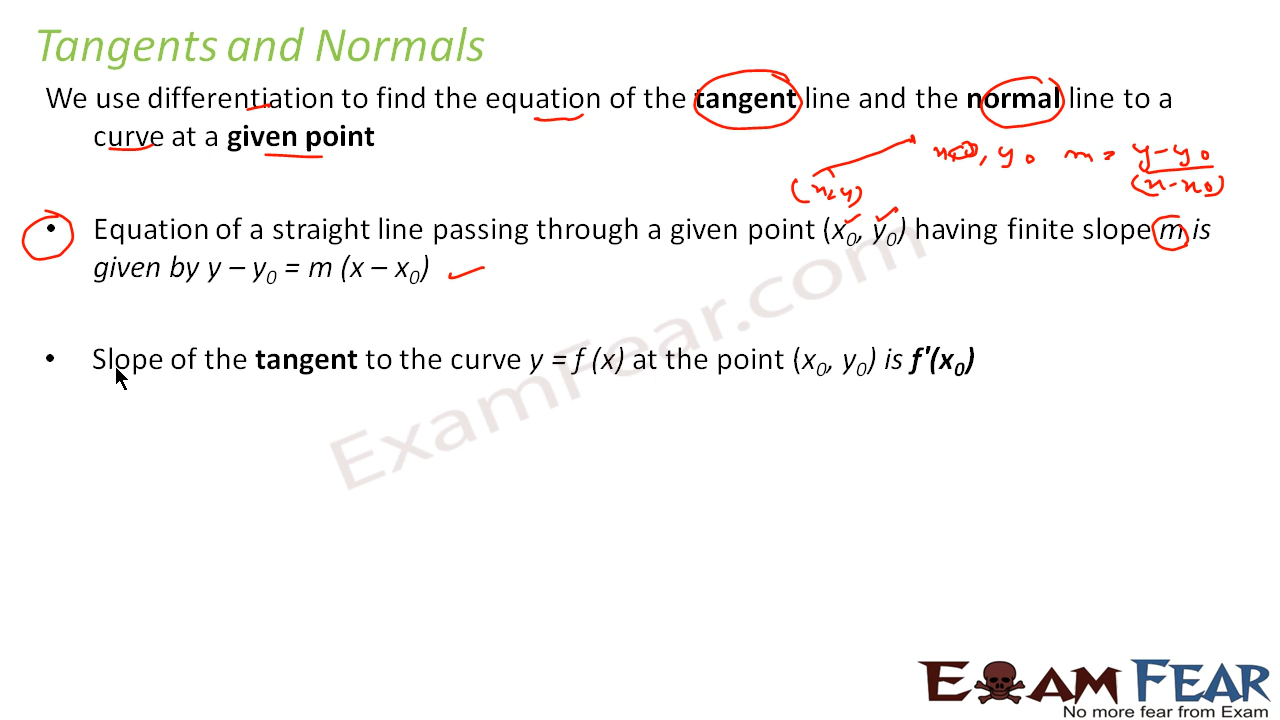 Tangents and Normals
We use differentiation to find the equation of the tangent line and the normal line to a
curve at a given point
x₀, y₀ m = y-y₀
(x, y) (x-x₀)
• Equation of a straight line passing through a given point (x₀, y₀) having finite slope m is
given by y – y₀ = m (x – x₀)
• Slope of the tangent to the curve y = f (x) at the point (x₀, y₀) is f'(x₀)
ExamFear.com
EXAM FEAR
No more fear from Exam